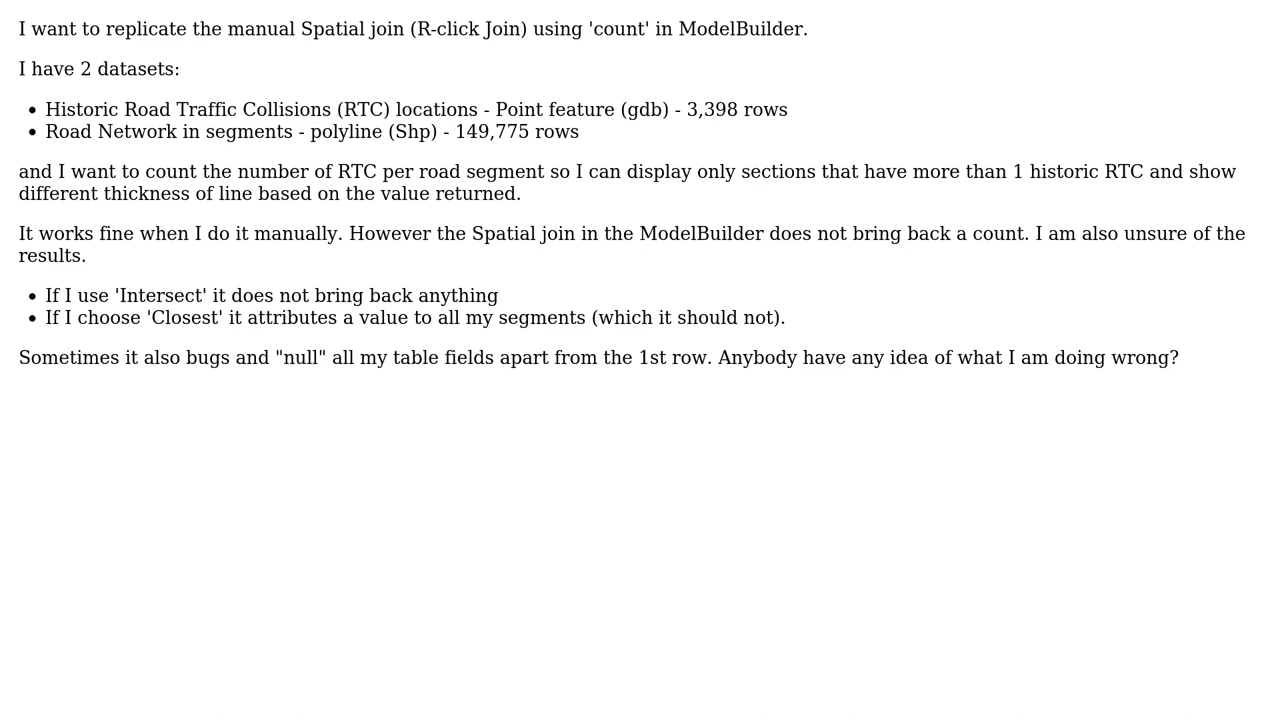 I want to replicate the manual Spatial join (R-click Join) using 'count' in ModelBuilder.
I have 2 datasets:
• Historic Road Traffic Collisions (RTC) locations - Point feature (gdb) - 3,398 rows
• Road Network in segments - polyline (Shp) - 149,775 rows
and I want to count the number of RTC per road segment so I can display only sections that have more than 1 historic RTC and show
different thickness of line based on the value returned.
It works fine when I do it manually. However the Spatial join in the ModelBuilder does not bring back a count. I am also unsure of the
results.
• If I use 'Intersect' it does not bring back anything
• If I choose 'Closest' it attributes a value to all my segments (which it should not).
Sometimes it also bugs and "null" all my table fields apart from the 1st row. Anybody have any idea of what I am doing wrong?